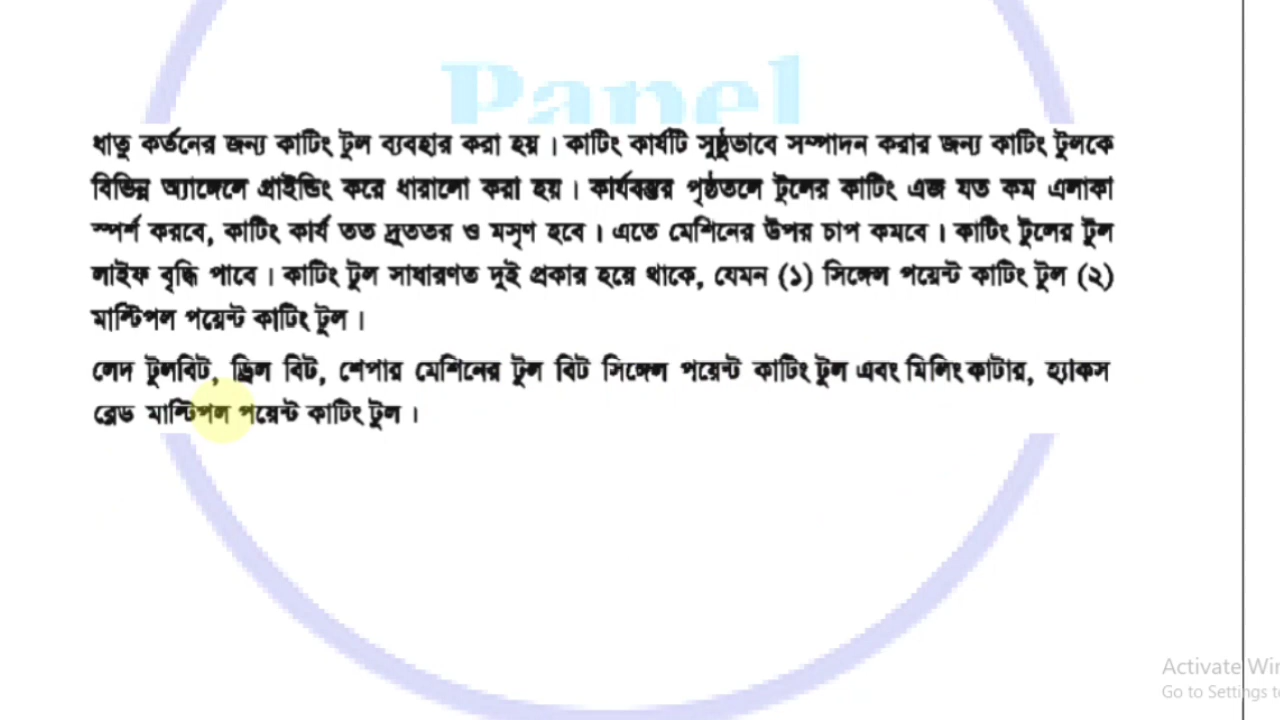 Panel
ধাতু কর্তনের জন্য কাটিং টুল ব্যবহার করা হয়। কাটিং কার্যটি সুষ্ঠুভাবে সম্পাদন করার জন্য কাটিং টুলকে
বিভিন্ন অ্যাঙ্গেলে গ্রাইন্ডিং করে ধারালো করা হয়। কার্যবস্তুর পৃষ্ঠতলে টুলের কাটিং এজ যত কম এলাকা
স্পর্শ করবে, কাটিং কার্য তত দ্রুততর ও মসৃণ হবে। এতে মেশিনের উপর চাপ কমবে। কাটিং টুলের টুল
লাইফ বৃদ্ধি পাবে। কাটিং টুল সাধারণত দুই প্রকার হয়ে থাকে, যেমন (১) সিঙ্গেল পয়েন্ট কাটিং টুল (২)
মাল্টিপল পয়েন্ট কাটিং টুল।
লেদ টুলবিট, ড্রিল বিট, শেপার মেশিনের টুল বিট সিঙ্গেল পয়েন্ট কাটিং টুল এবং মিলিং কাটার, হ্যাকস
ব্লেড মাল্টিপল পয়েন্ট কাটিং টুল।
Activate Win
Go to Settings t